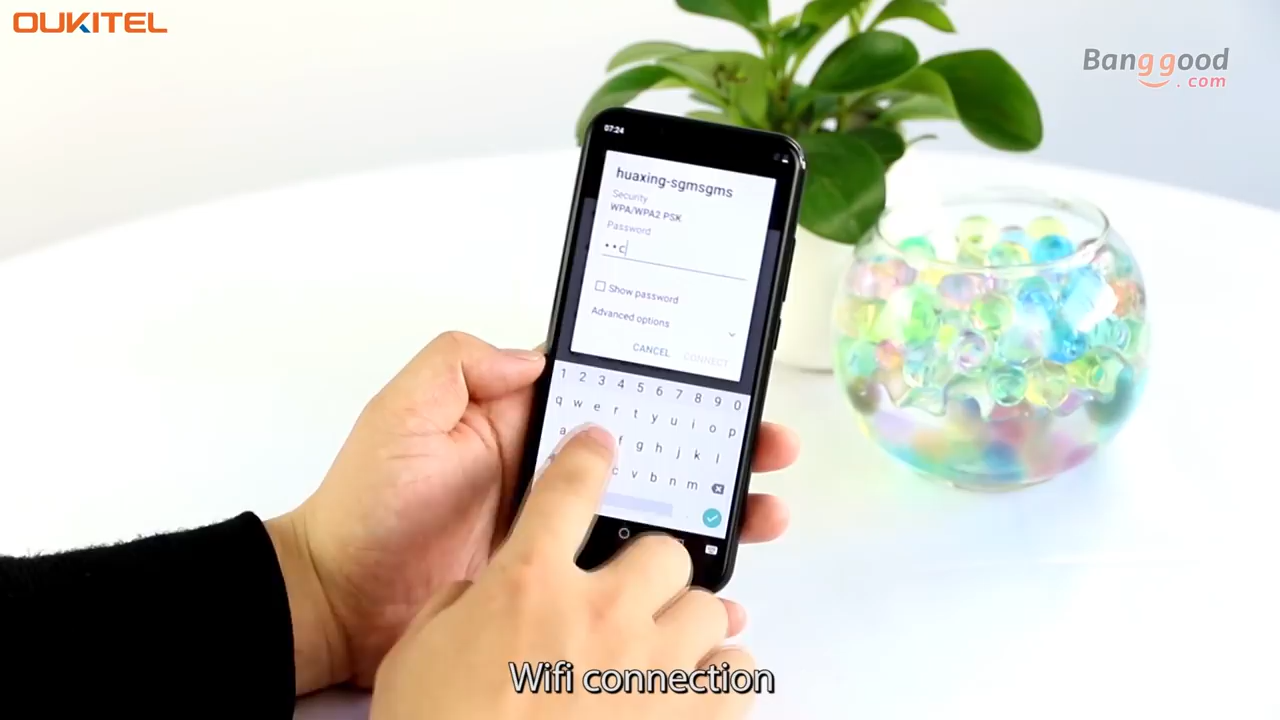 OUKITEL
Banggood
.com
07:24
huaxing-sgmsgms
Security
WPA/WPA2 PSK
Password
••c
Show password
Advanced options
CANCEL CONNECT
1 2 3 4 5 6 7 8 9 0
q w e r t y u i o p
a f g h j k l
c v b n m
Wifi connection